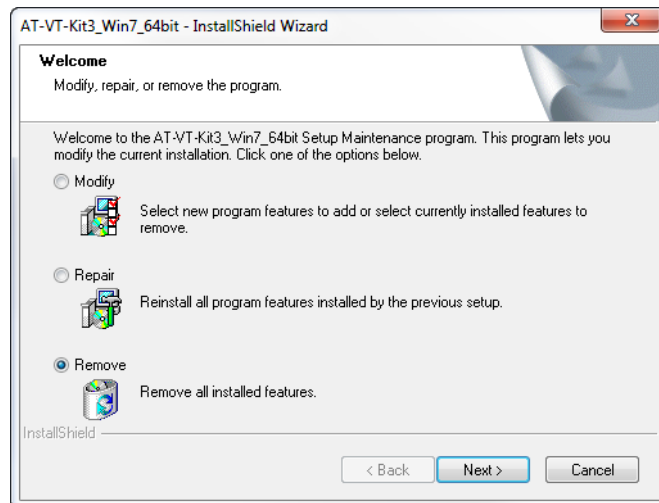 AT-VT-Kit3_Win7_64bit - InstallShield Wizard
Welcome
Modify, repair, or remove the program.
Welcome to the AT-VT-Kit3_Win7_64bit Setup Maintenance program. This program lets you
modify the current installation. Click one of the options below.
Modify
Select new program features to add or select currently installed features to
remove.
Repair
Reinstall all program features installed by the previous setup.
Remove
Remove all installed features.
InstallShield
< Back Next > Cancel